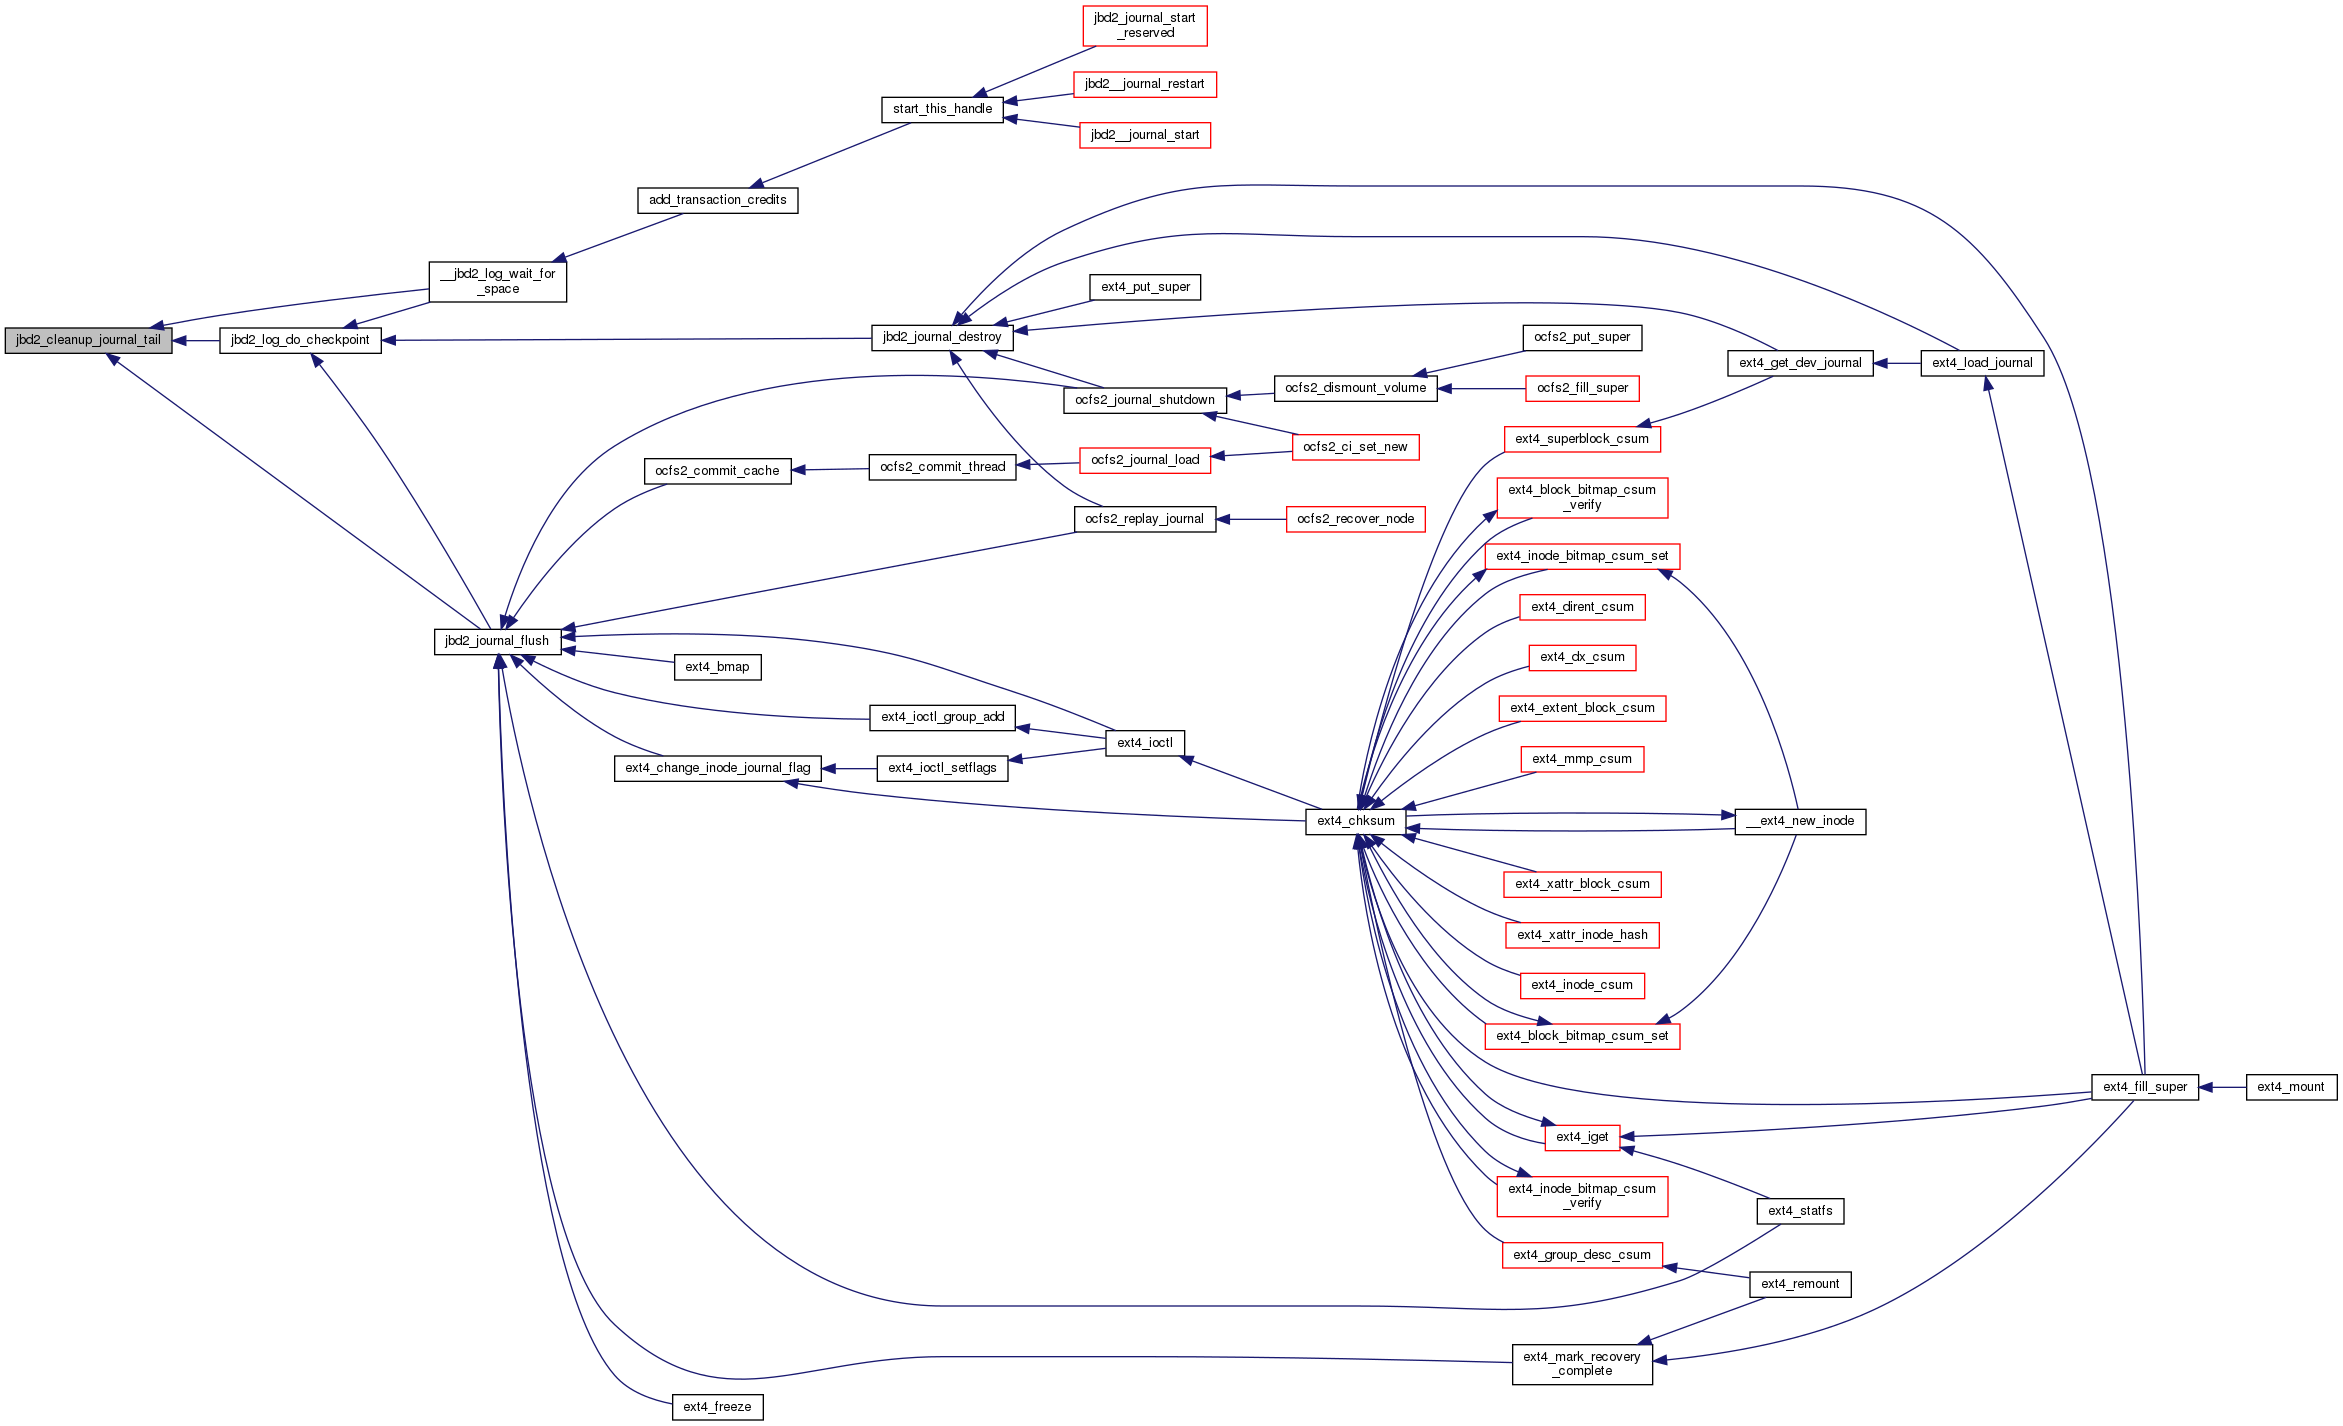 jbd2_journal_start
_reserved
jbd2__journal_restart
start_this_handle
jbd2__journal_start
add_transaction_credits
__jbd2_log_wait_for
_space
ext4_put_super
jbd2_cleanup_journal_tail
jbd2_log_do_checkpoint
jbd2_journal_destroy
ocfs2_put_super
ext4_get_dev_journal
ext4_load_journal
ocfs2_dismount_volume
ocfs2_fill_super
ocfs2_journal_shutdown
ext4_superblock_csum
ocfs2_ci_set_new
ocfs2_journal_load
ocfs2_commit_cache
ocfs2_commit_thread
ext4_block_bitmap_csum
_verify
ocfs2_replay_journal
ocfs2_recover_node
ext4_inode_bitmap_csum_set
ext4_dirent_csum
jbd2_journal_flush
ext4_dx_csum
ext4_bmap
ext4_extent_block_csum
ext4_ioctl_group_add
ext4_ioctl
ext4_mmp_csum
ext4_change_inode_journal_flag
ext4_ioctl_setflags
ext4_chksum
__ext4_new_inode
ext4_xattr_block_csum
ext4_xattr_inode_hash
ext4_inode_csum
ext4_block_bitmap_csum_set
ext4_fill_super
ext4_mount
ext4_iget
ext4_inode_bitmap_csum
_verify
ext4_statfs
ext4_group_desc_csum
ext4_remount
ext4_mark_recovery
_complete
ext4_freeze